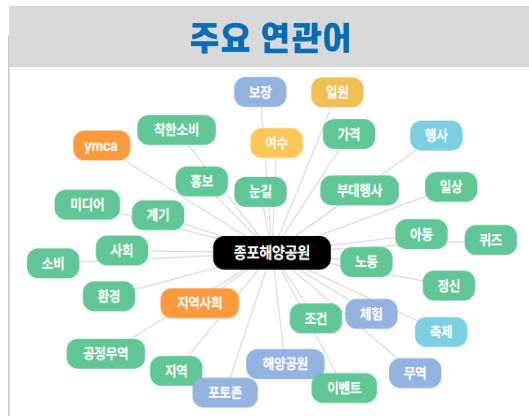 주요 연관어
보장
일원
착한소비
여수
가격
행사
ymca
홍보
눈길
부대행사
일상
미디어
계기
아동
퀴즈
소비
사회
종포해양공원
노동
환경
지역사회
정신
조건
체험
축제
공정무역
지역
해양공원
무역
포토존
이벤트